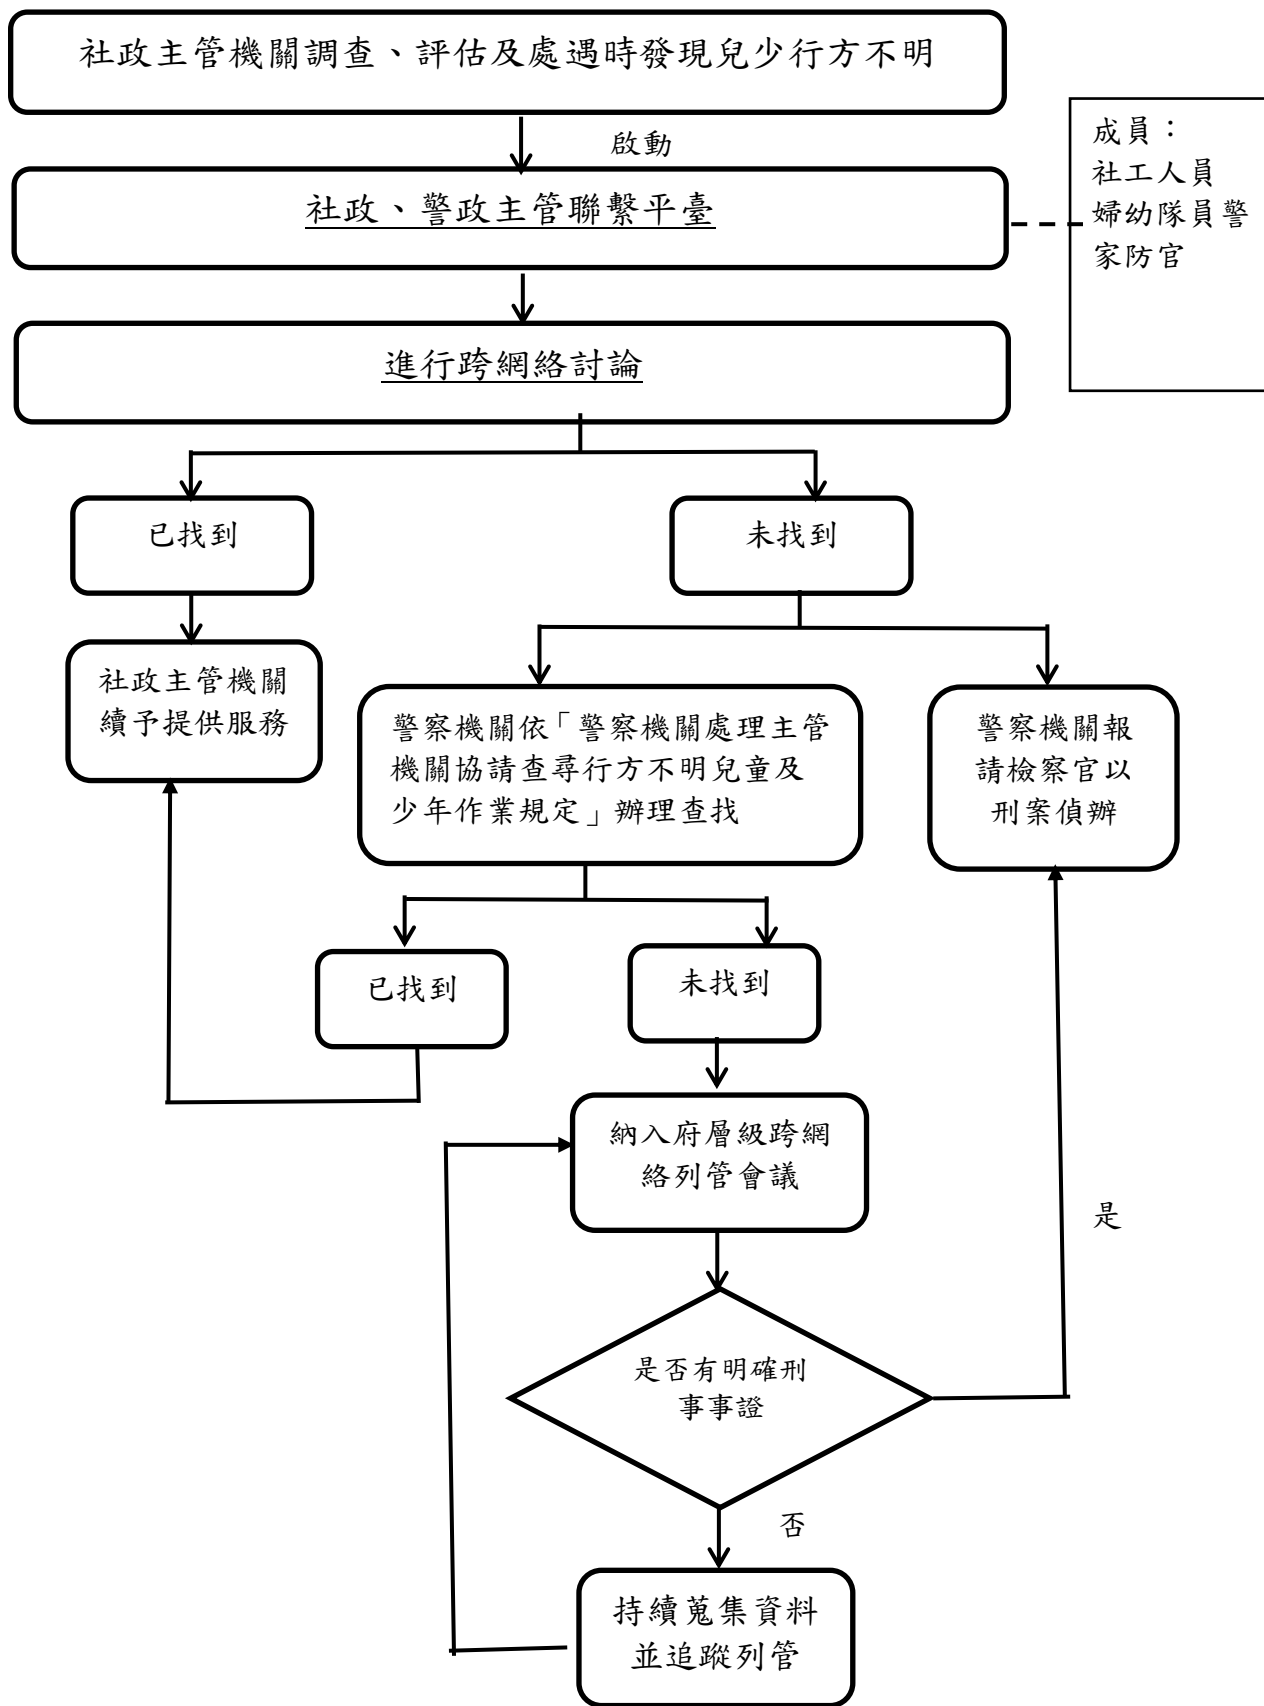 社政主管機關調查、評估及處遇時發現兒少行方不明
啟動
成員：
社工人員
婦幼隊員警
家防官
社政、警政主管聯繫平臺
進行跨網絡討論
已找到
未找到
社政主管機關
續予提供服務
警察機關依「警察機關處理主管
機關協請查尋行方不明兒童及
少年作業規定」辦理查找
警察機關報
請檢察官以
刑案偵辦
已找到
未找到
納入府層級跨網
絡列管會議
是
是否有明確刑
事事證
否
持續蒐集資料
並追蹤列管